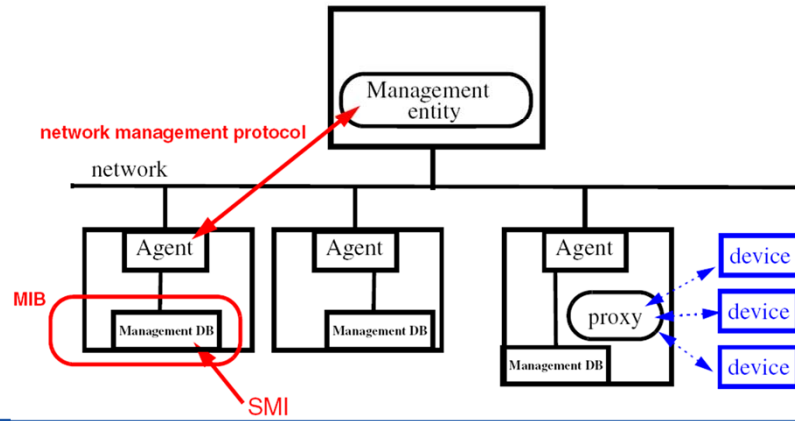 Management
entity
network management protocol
network
Agent
Agent
Agent
device
MIB
device
proxy
Management DB
Management DB
Management DB
device
SMI